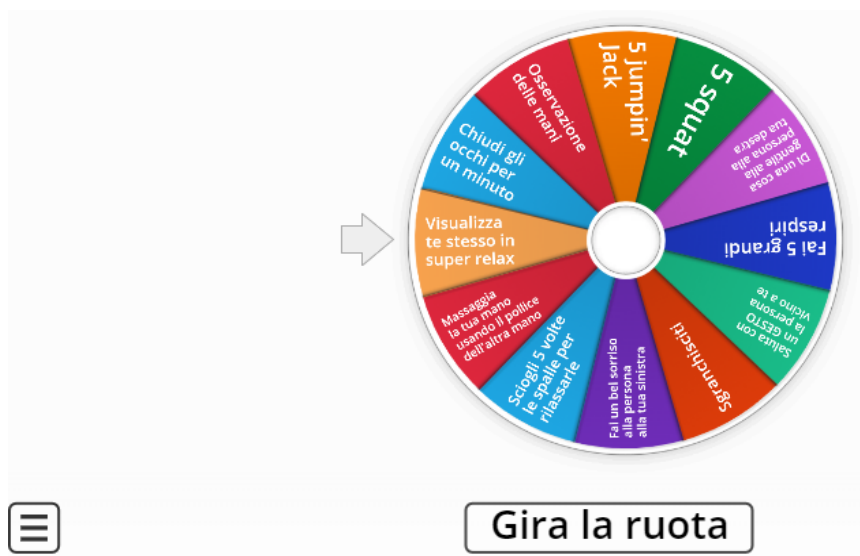 5 jumpin'
Jack
5 squat
Di una cosa
gentile alla
persona alla
tua destra
Fai 5 grandi
respiri
Saluta con
un GESTO
la persona
vicino a te
Sgranchisciti
Fai un bel sorriso
alla persona
alla tua sinistra
Sciogli 5 volte
le spalle per
rilassarle
Massaggia
la tua mano
usando il pollice
dell'altra mano
Visualizza
te stesso in
super relax
Chiudi gli
occhi per
un minuto
Osservazione
delle mani
Gira la ruota